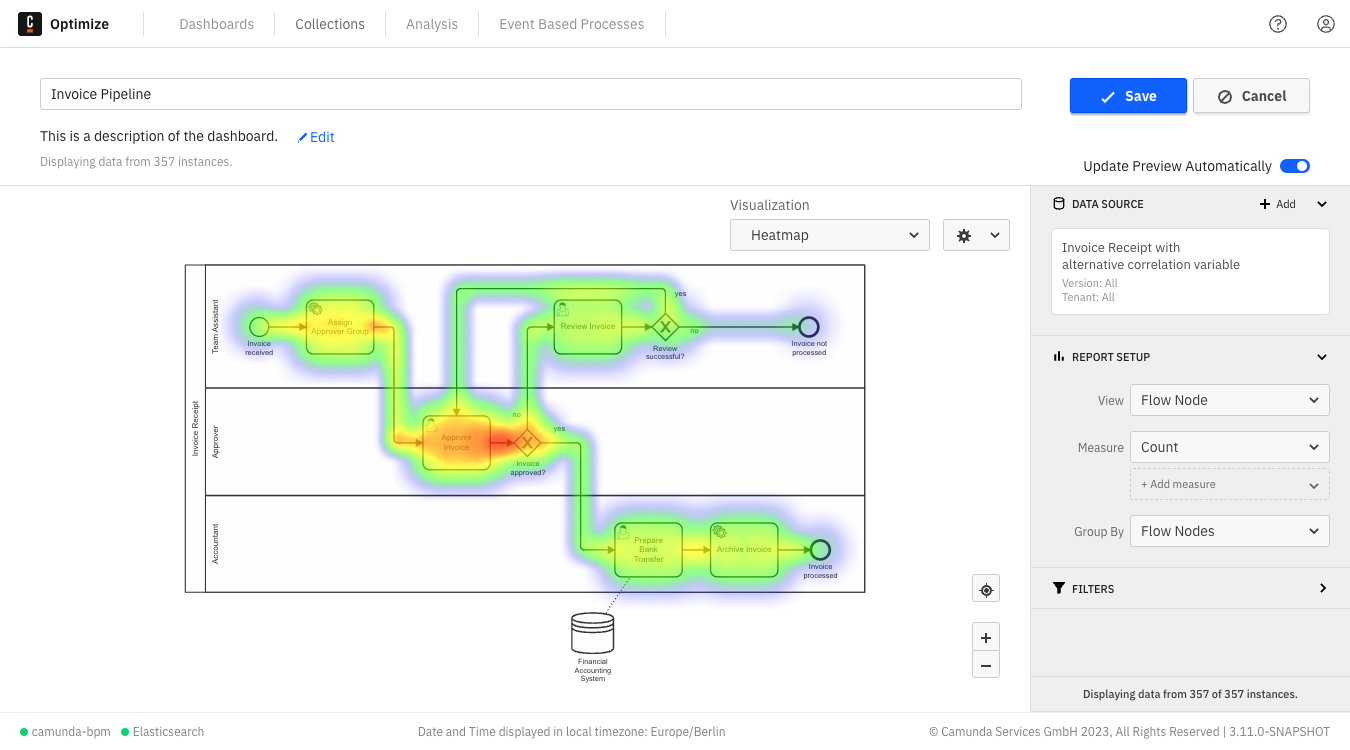 Optimize
Dashboards
Collections
Analysis
Event Based Processes
Invoice Pipeline
Save
Cancel
This is a description of the dashboard.
Edit
Displaying data from 357 instances.
Update Preview Automatically
Visualization
Heatmap
DATA SOURCE
Add
Invoice Receipt with
alternative correlation variable
Version: All
Tenant: All
REPORT SETUP
View
Flow Node
Measure
Count
+ Add measure
Group By
Flow Nodes
FILTERS
Displaying data from 357 of 357 instances.
Invoice Receipt
Team Assistant
Invoice
received
Assign
Approver Group
Review Invoice
yes
no
Review
successful?
Invoice not
processed
Approver
Approve
Invoice
no
yes
Invoice
approved?
Accountant
Prepare
Bank
Transfer
Archive Invoice
Invoice
processed
Financial
Accounting
System
camunda-bpm
Elasticsearch
Date and Time displayed in local timezone: Europe/Berlin
© Camunda Services GmbH 2023, All Rights Reserved | 3.11.0-SNAPSHOT